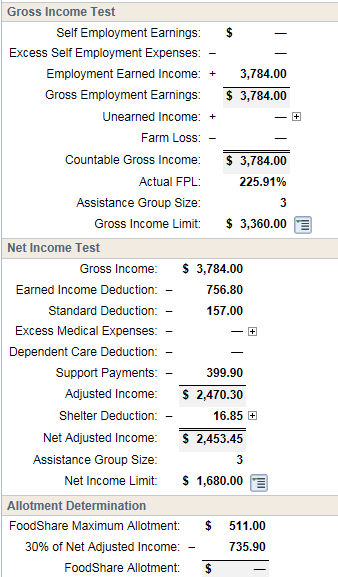 Gross Income Test
Self Employment Earnings: $ —
Excess Self Employment Expenses: – —
Employment Earned Income: + 3,784.00
Gross Employment Earnings: $ 3,784.00
Unearned Income: + —
Farm Loss: – —
Countable Gross Income: $ 3,784.00
Actual FPL: 225.91%
Assistance Group Size: 3
Gross Income Limit: $ 3,360.00
Net Income Test
Gross Income: $ 3,784.00
Earned Income Deduction: – 756.80
Standard Deduction: – 157.00
Excess Medical Expenses: – —
Dependent Care Deduction: – —
Support Payments: – 399.90
Adjusted Income: $ 2,470.30
Shelter Deduction: – 16.85
Net Adjusted Income: $ 2,453.45
Assistance Group Size: 3
Net Income Limit: $ 1,680.00
Allotment Determination
FoodShare Maximum Allotment: $ 511.00
30% of Net Adjusted Income: – 735.90
FoodShare Allotment: $ —